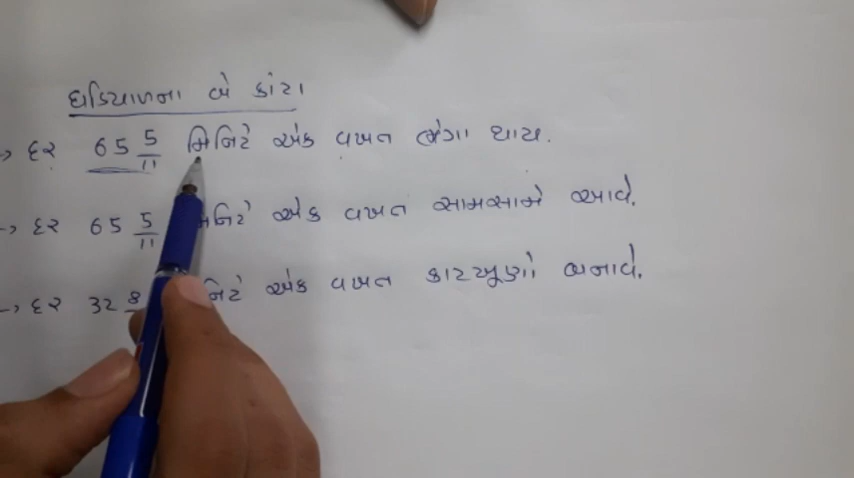 ઘડિયાળના બે કાંટા
→ દર 65 5/11 મિનિટે એક વખત ભેગા થાય.
→ દર 65 5/11 મિનિટે એક વખત સામસામે આવે.
→ દર 32 8 એક વખત કાટખૂણો બનાવે.